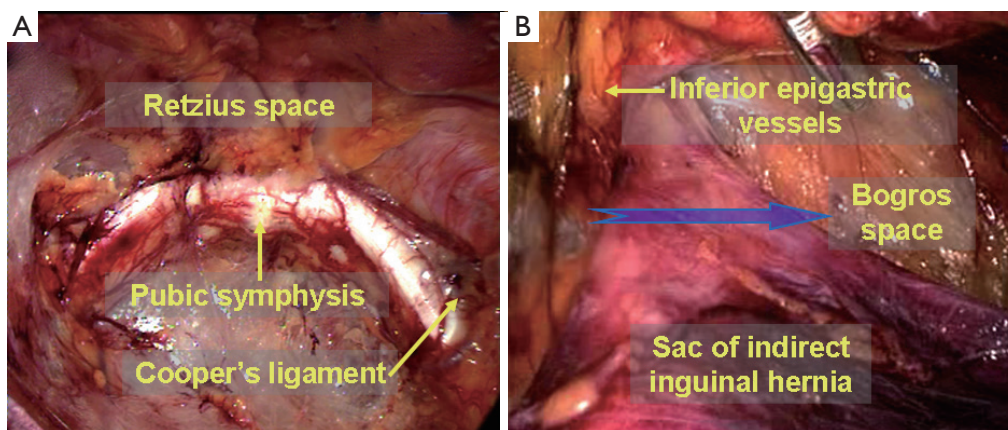 A
Retzius space
Pubic symphysis
Cooper's ligament
B
Inferior epigastric
vessels
Bogros
space
Sac of indirect
inguinal hernia